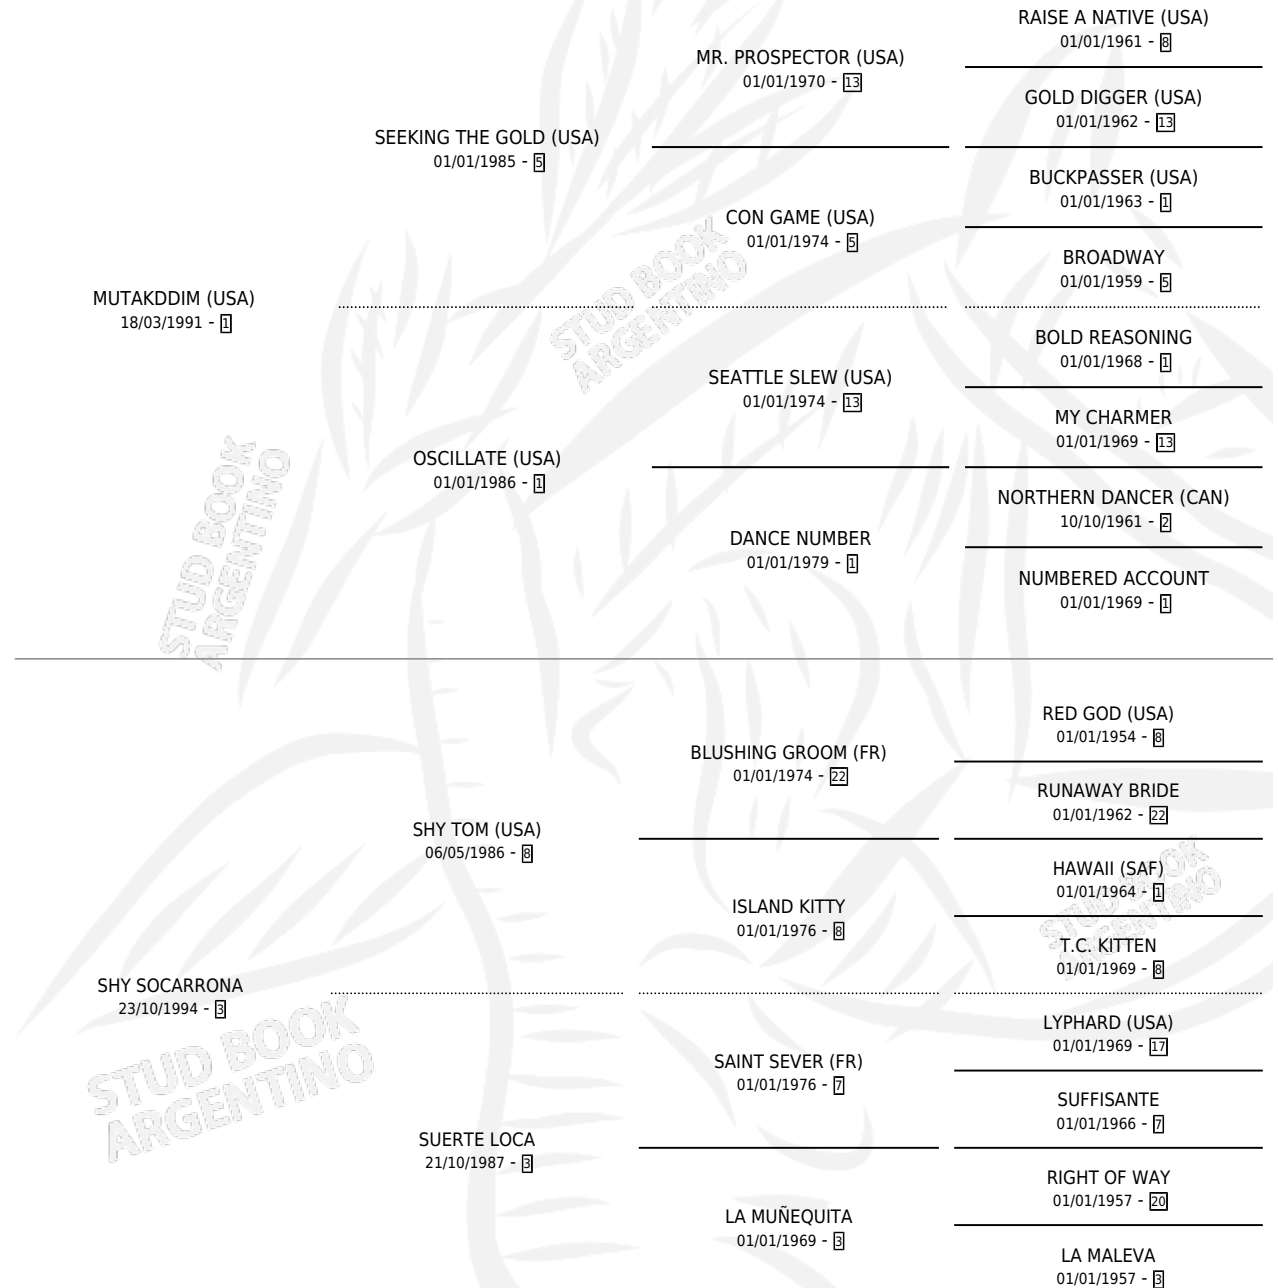 RAISE A NATIVE (USA)
01/01/1961 - 8
MR. PROSPECTOR (USA)
01/01/1970 - 13
GOLD DIGGER (USA)
01/01/1962 - 13
SEEKING THE GOLD (USA)
01/01/1985 - 5
BUCKPASSER (USA)
01/01/1963 - 1
CON GAME (USA)
01/01/1974 - 5
BROADWAY
01/01/1959 - 5
MUTAKDDIM (USA)
18/03/1991 - 1
BOLD REASONING
01/01/1968 - 1
SEATTLE SLEW (USA)
01/01/1974 - 13
MY CHARMER
01/01/1969 - 13
OSCILLATE (USA)
01/01/1986 - 1
NORTHERN DANCER (CAN)
10/10/1961 - 2
DANCE NUMBER
01/01/1979 - 1
NUMBERED ACCOUNT
01/01/1969 - 1
STUD BOOK
ARGENTINO
STUD BOOK
ARGENTINO
RED GOD (USA)
01/01/1954 - 8
BLUSHING GROOM (FR)
01/01/1974 - 22
RUNAWAY BRIDE
01/01/1962 - 22
SHY TOM (USA)
06/05/1986 - 8
HAWAII (SAF)
01/01/1964 - 1
ISLAND KITTY
01/01/1976 - 8
T.C. KITTEN
01/01/1969 - 8
SHY SOCARRONA
23/10/1994 - 3
LYPHARD (USA)
01/01/1969 - 17
SAINT SEVER (FR)
01/01/1976 - 7
SUFFISANTE
01/01/1966 - 7
SUERTE LOCA
21/10/1987 - 3
RIGHT OF WAY
01/01/1957 - 20
LA MUÑEQUITA
01/01/1969 - 3
LA MALEVA
01/01/1957 - 3
STUD BOOK
ARGENTINO
STUD BOOK
ARGENTINO